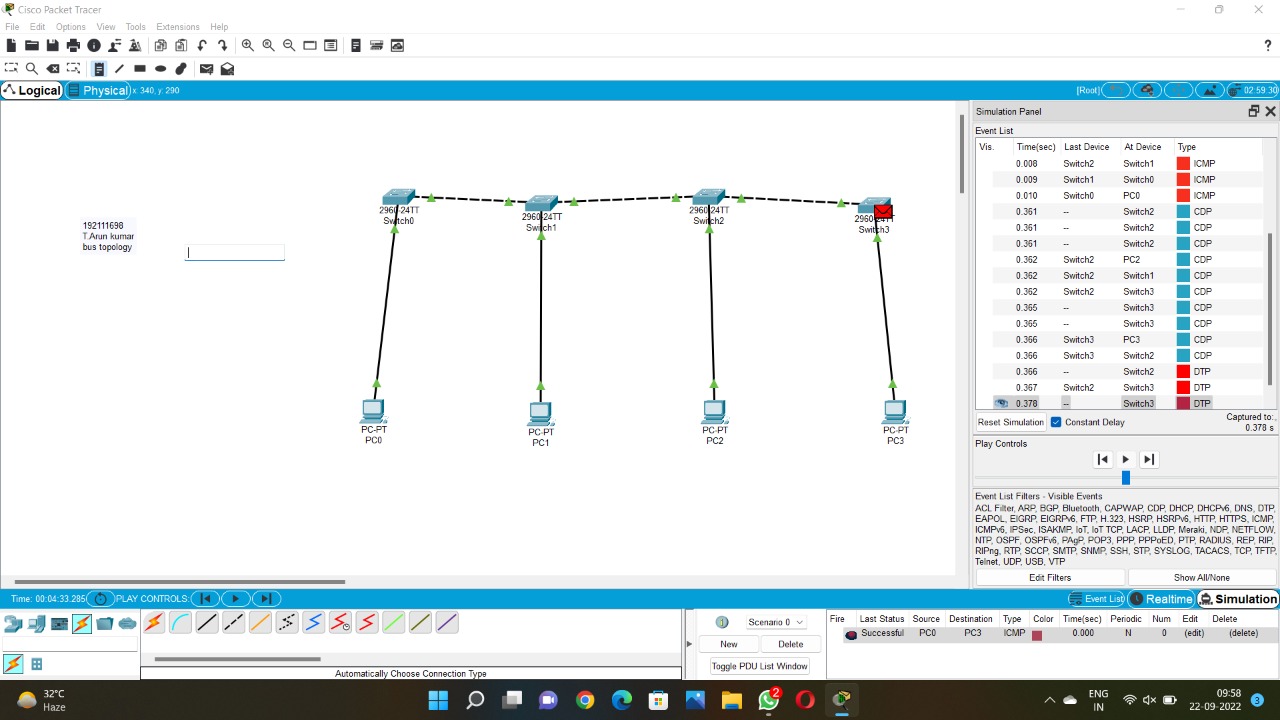 Cisco Packet Tracer
File Edit Options View Tools Extensions Help
?
Logical Physical x: 340, y: 290 [Root] 02:59:30
Simulation Panel
Event List
Vis. Time(sec) Last Device At Device Type
0.008 Switch2 Switch1 ICMP
0.009 Switch1 Switch0 ICMP
0.010 Switch0 PC0 ICMP
0.361 -- Switch2 CDP
0.361 -- Switch2 CDP
0.361 -- Switch2 CDP
0.362 Switch2 PC2 CDP
0.362 Switch2 Switch1 CDP
0.362 Switch2 Switch3 CDP
0.365 -- Switch3 CDP
0.365 -- Switch3 CDP
0.366 Switch3 PC3 CDP
0.366 Switch3 Switch2 CDP
0.366 -- Switch2 DTP
0.367 Switch2 Switch3 DTP
0.378 -- Switch3 DTP
Reset Simulation Constant Delay Captured to:
0.378 s
Play Controls
Event List Filters - Visible Events
ACL Filter, ARP, BGP, Bluetooth, CAPWAP, CDP, DHCP, DHCPv6, DNS, DTP,
EAPOL, EIGRP, EIGRPv6, FTP, H.323, HSRP, HSRPv6, HTTP, HTTPS, ICMP,
ICMPv6, IPSec, ISAKMP, IoT, IoT TCP, LACP, LLDP, Meraki, NDP, NETFLOW,
NTP, OSPF, OSPFv6, PAgP, POP3, PPP, PPPoED, PTP, RADIUS, REP, RIP,
RIPng, RTP, SCCP, SMTP, SNMP, SSH, STP, SYSLOG, TACACS, TCP, TFTP,
Telnet, UDP, USB, VTP
Edit Filters Show All/None
192111698
T.Arun kumar
bus topology
2960-24TT
Switch0
2960-24TT
Switch1
2960-24TT
Switch2
2960-24TT
Switch3
PC-PT
PC0
PC-PT
PC1
PC-PT
PC2
PC-PT
PC3
Time: 00:04:33.285 PLAY CONTROLS: Event List Realtime Simulation
Automatically Choose Connection Type
Scenario 0
New Delete
Toggle PDU List Window
Fire Last Status Source Destination Type Color Time(sec) Periodic Num Edit Delete
Successful PC0 PC3 ICMP 0.000 N 0 (edit) (delete)
32°C
Haze
2
ENG
IN
09:58
22-09-2022
3